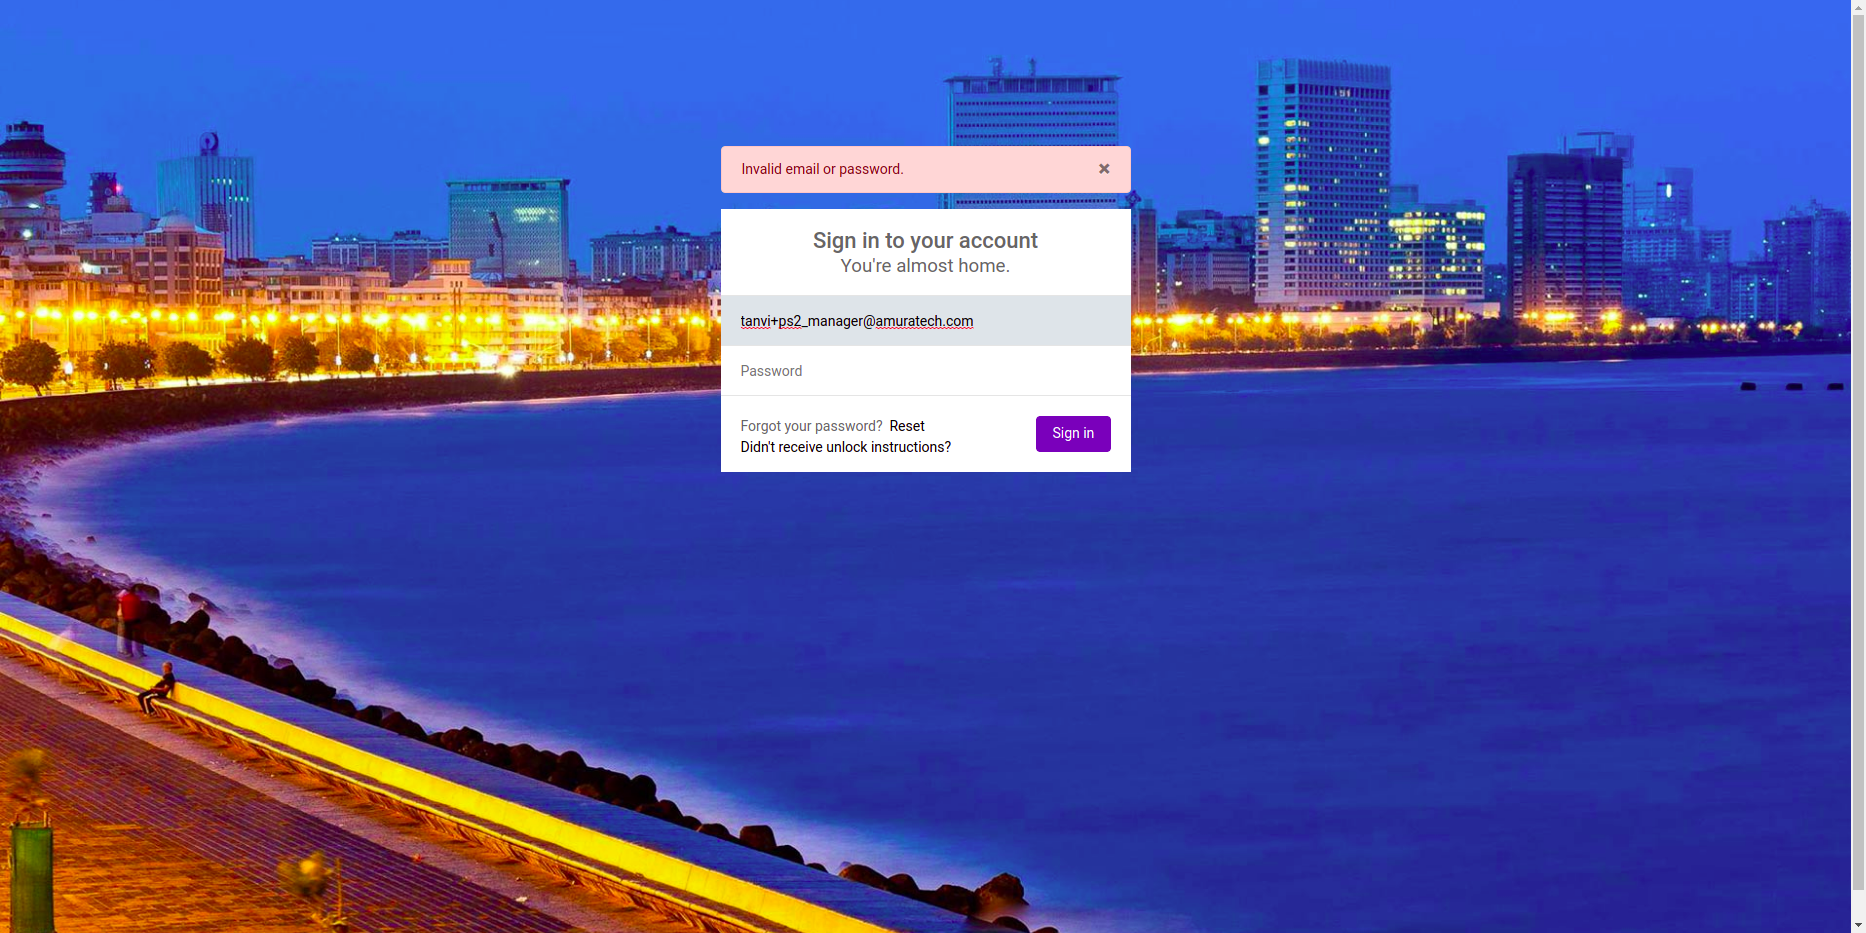 Invalid email or password.
×
Sign in to your account
You're almost home.
tanvi+ps2_manager@amuratech.com
Password
Forgot your password? Reset
Sign in
Didn't receive unlock instructions?